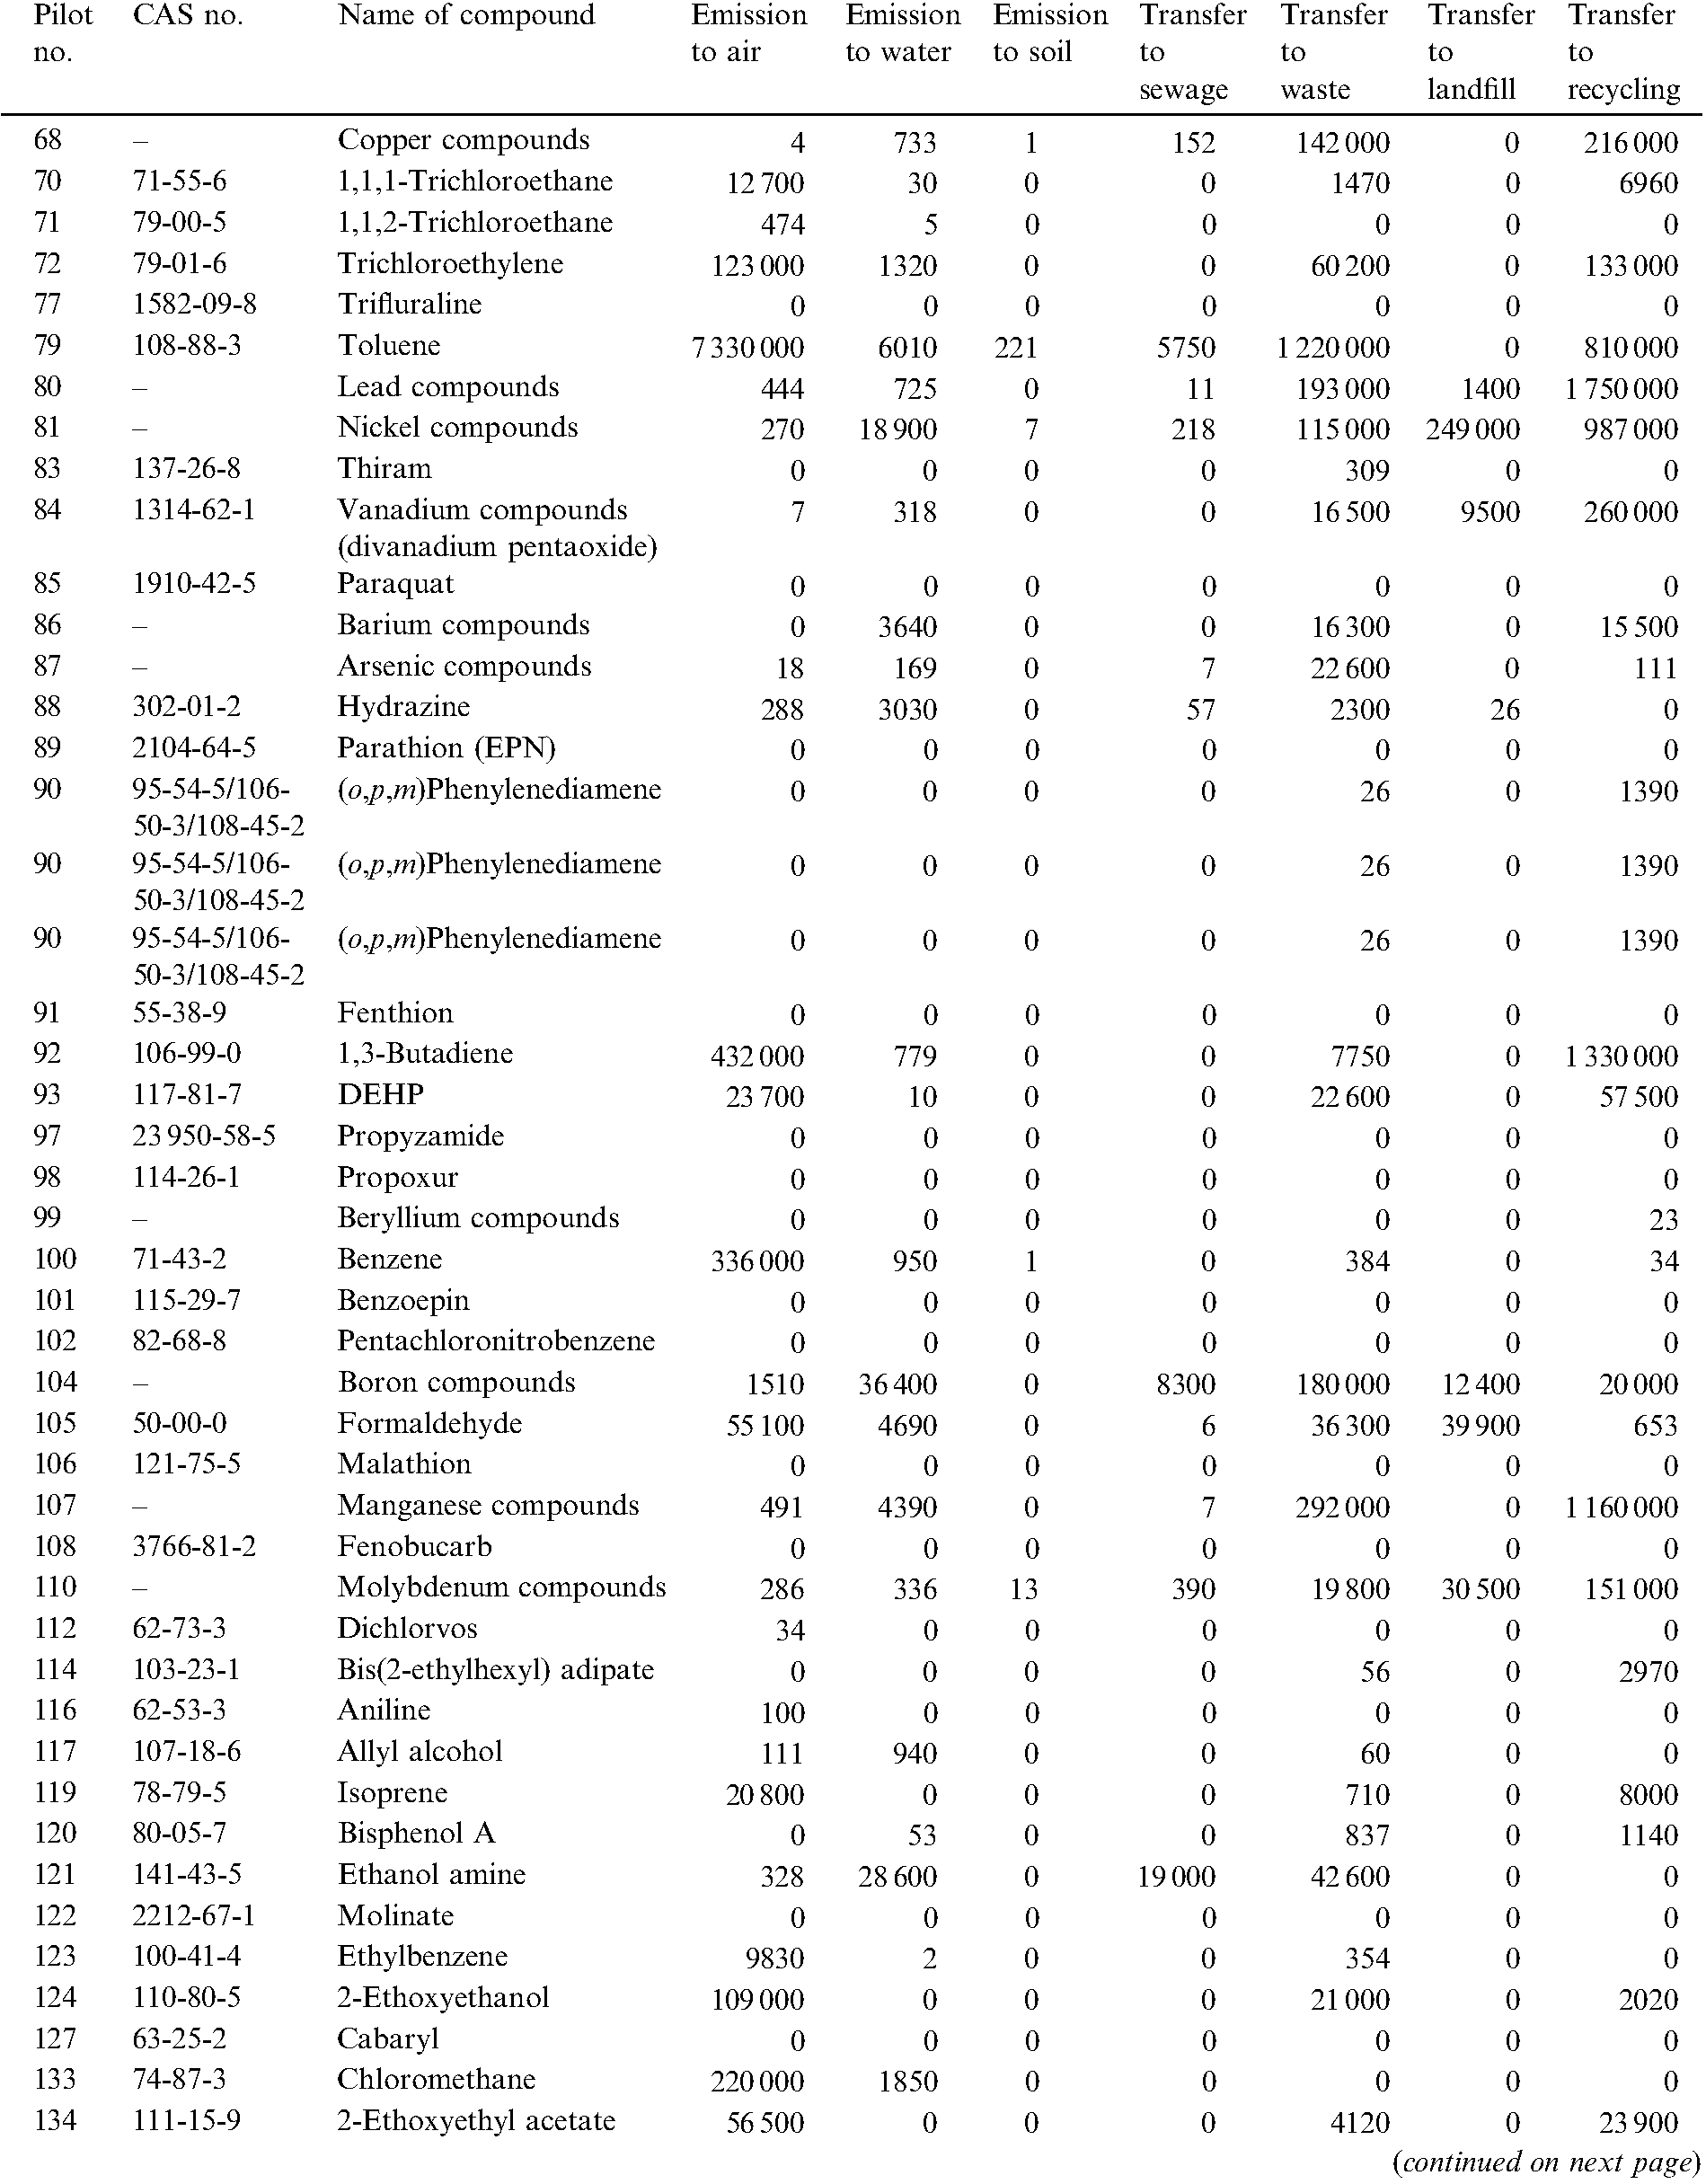 Pilot no. CAS no. Name of compound Emission to air Emission to water Emission to soil Transfer to sewage Transfer to waste Transfer to landfill Transfer to recycling
68 – Copper compounds 4 733 1 152 142 000 0 216 000
70 71-55-6 1,1,1-Trichloroethane 12 700 30 0 0 1470 0 6960
71 79-00-5 1,1,2-Trichloroethane 474 5 0 0 0 0 0
72 79-01-6 Trichloroethylene 123 000 1320 0 0 60 200 0 133 000
77 1582-09-8 Trifluraline 0 0 0 0 0 0 0
79 108-88-3 Toluene 7 330 000 6010 221 5750 1 220 000 0 810 000
80 – Lead compounds 444 725 0 11 193 000 1400 1 750 000
81 – Nickel compounds 270 18 900 7 218 115 000 249 000 987 000
83 137-26-8 Thiram 0 0 0 0 309 0 0
84 1314-62-1 Vanadium compounds 7 318 0 0 16 500 9500 260 000
(divanadium pentaoxide)
85 1910-42-5 Paraquat 0 0 0 0 0 0 0
86 – Barium compounds 0 3640 0 0 16 300 0 15 500
87 – Arsenic compounds 18 169 0 7 22 600 0 111
88 302-01-2 Hydrazine 288 3030 0 57 2300 26 0
89 2104-64-5 Parathion (EPN) 0 0 0 0 0 0 0
90 95-54-5/106- (o,p,m)Phenylenediamene 0 0 0 0 26 0 1390
50-3/108-45-2
90 95-54-5/106- (o,p,m)Phenylenediamene 0 0 0 0 26 0 1390
50-3/108-45-2
90 95-54-5/106- (o,p,m)Phenylenediamene 0 0 0 0 26 0 1390
50-3/108-45-2
91 55-38-9 Fenthion 0 0 0 0 0 0 0
92 106-99-0 1,3-Butadiene 432 000 779 0 0 7750 0 1 330 000
93 117-81-7 DEHP 23 700 10 0 0 22 600 0 57 500
97 23 950-58-5 Propyzamide 0 0 0 0 0 0 0
98 114-26-1 Propoxur 0 0 0 0 0 0 0
99 – Beryllium compounds 0 0 0 0 0 0 23
100 71-43-2 Benzene 336 000 950 1 0 384 0 34
101 115-29-7 Benzoepin 0 0 0 0 0 0 0
102 82-68-8 Pentachloronitrobenzene 0 0 0 0 0 0 0
104 – Boron compounds 1510 36 400 0 8300 180 000 12 400 20 000
105 50-00-0 Formaldehyde 55 100 4690 0 6 36 300 39 900 653
106 121-75-5 Malathion 0 0 0 0 0 0 0
107 – Manganese compounds 491 4390 0 7 292 000 0 1 160 000
108 3766-81-2 Fenobucarb 0 0 0 0 0 0 0
110 – Molybdenum compounds 286 336 13 390 19 800 30 500 151 000
112 62-73-3 Dichlorvos 34 0 0 0 0 0 0
114 103-23-1 Bis(2-ethylhexyl) adipate 0 0 0 0 56 0 2970
116 62-53-3 Aniline 100 0 0 0 0 0 0
117 107-18-6 Allyl alcohol 111 940 0 0 60 0 0
119 78-79-5 Isoprene 20 800 0 0 0 710 0 8000
120 80-05-7 Bisphenol A 0 53 0 0 837 0 1140
121 141-43-5 Ethanol amine 328 28 600 0 19 000 42 600 0 0
122 2212-67-1 Molinate 0 0 0 0 0 0 0
123 100-41-4 Ethylbenzene 9830 2 0 0 354 0 0
124 110-80-5 2-Ethoxyethanol 109 000 0 0 0 21 000 0 2020
127 63-25-2 Cabaryl 0 0 0 0 0 0 0
133 74-87-3 Chloromethane 220 000 1850 0 0 0 0 0
134 111-15-9 2-Ethoxyethyl acetate 56 500 0 0 0 4120 0 23 900
(continued on next page)